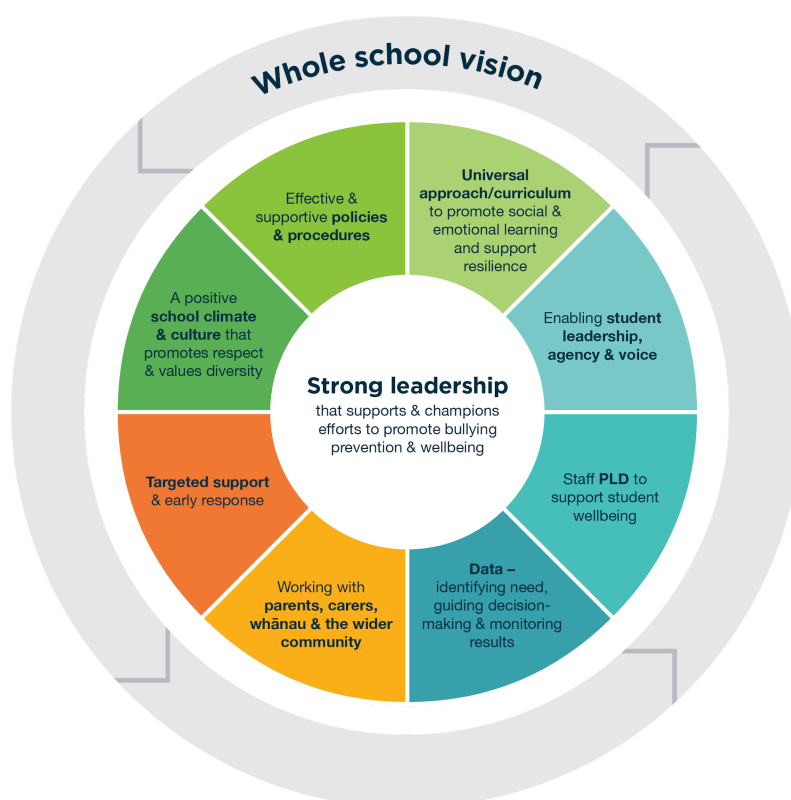 Whole school vision
Effective &
supportive policies
& procedures
Universal
approach/curriculum
to promote social &
emotional learning
and support
resilience
Enabling student
leadership,
agency & voice
Staff PLD to
support student
wellbeing
Data –
identifying need,
guiding decision-
making & monitoring
results
Working with
parents, carers,
whānau & the wider
community
Targeted support
& early response
A positive
school climate
& culture that
promotes respect
& values diversity
Strong leadership
that supports & champions
efforts to promote bullying
prevention & wellbeing